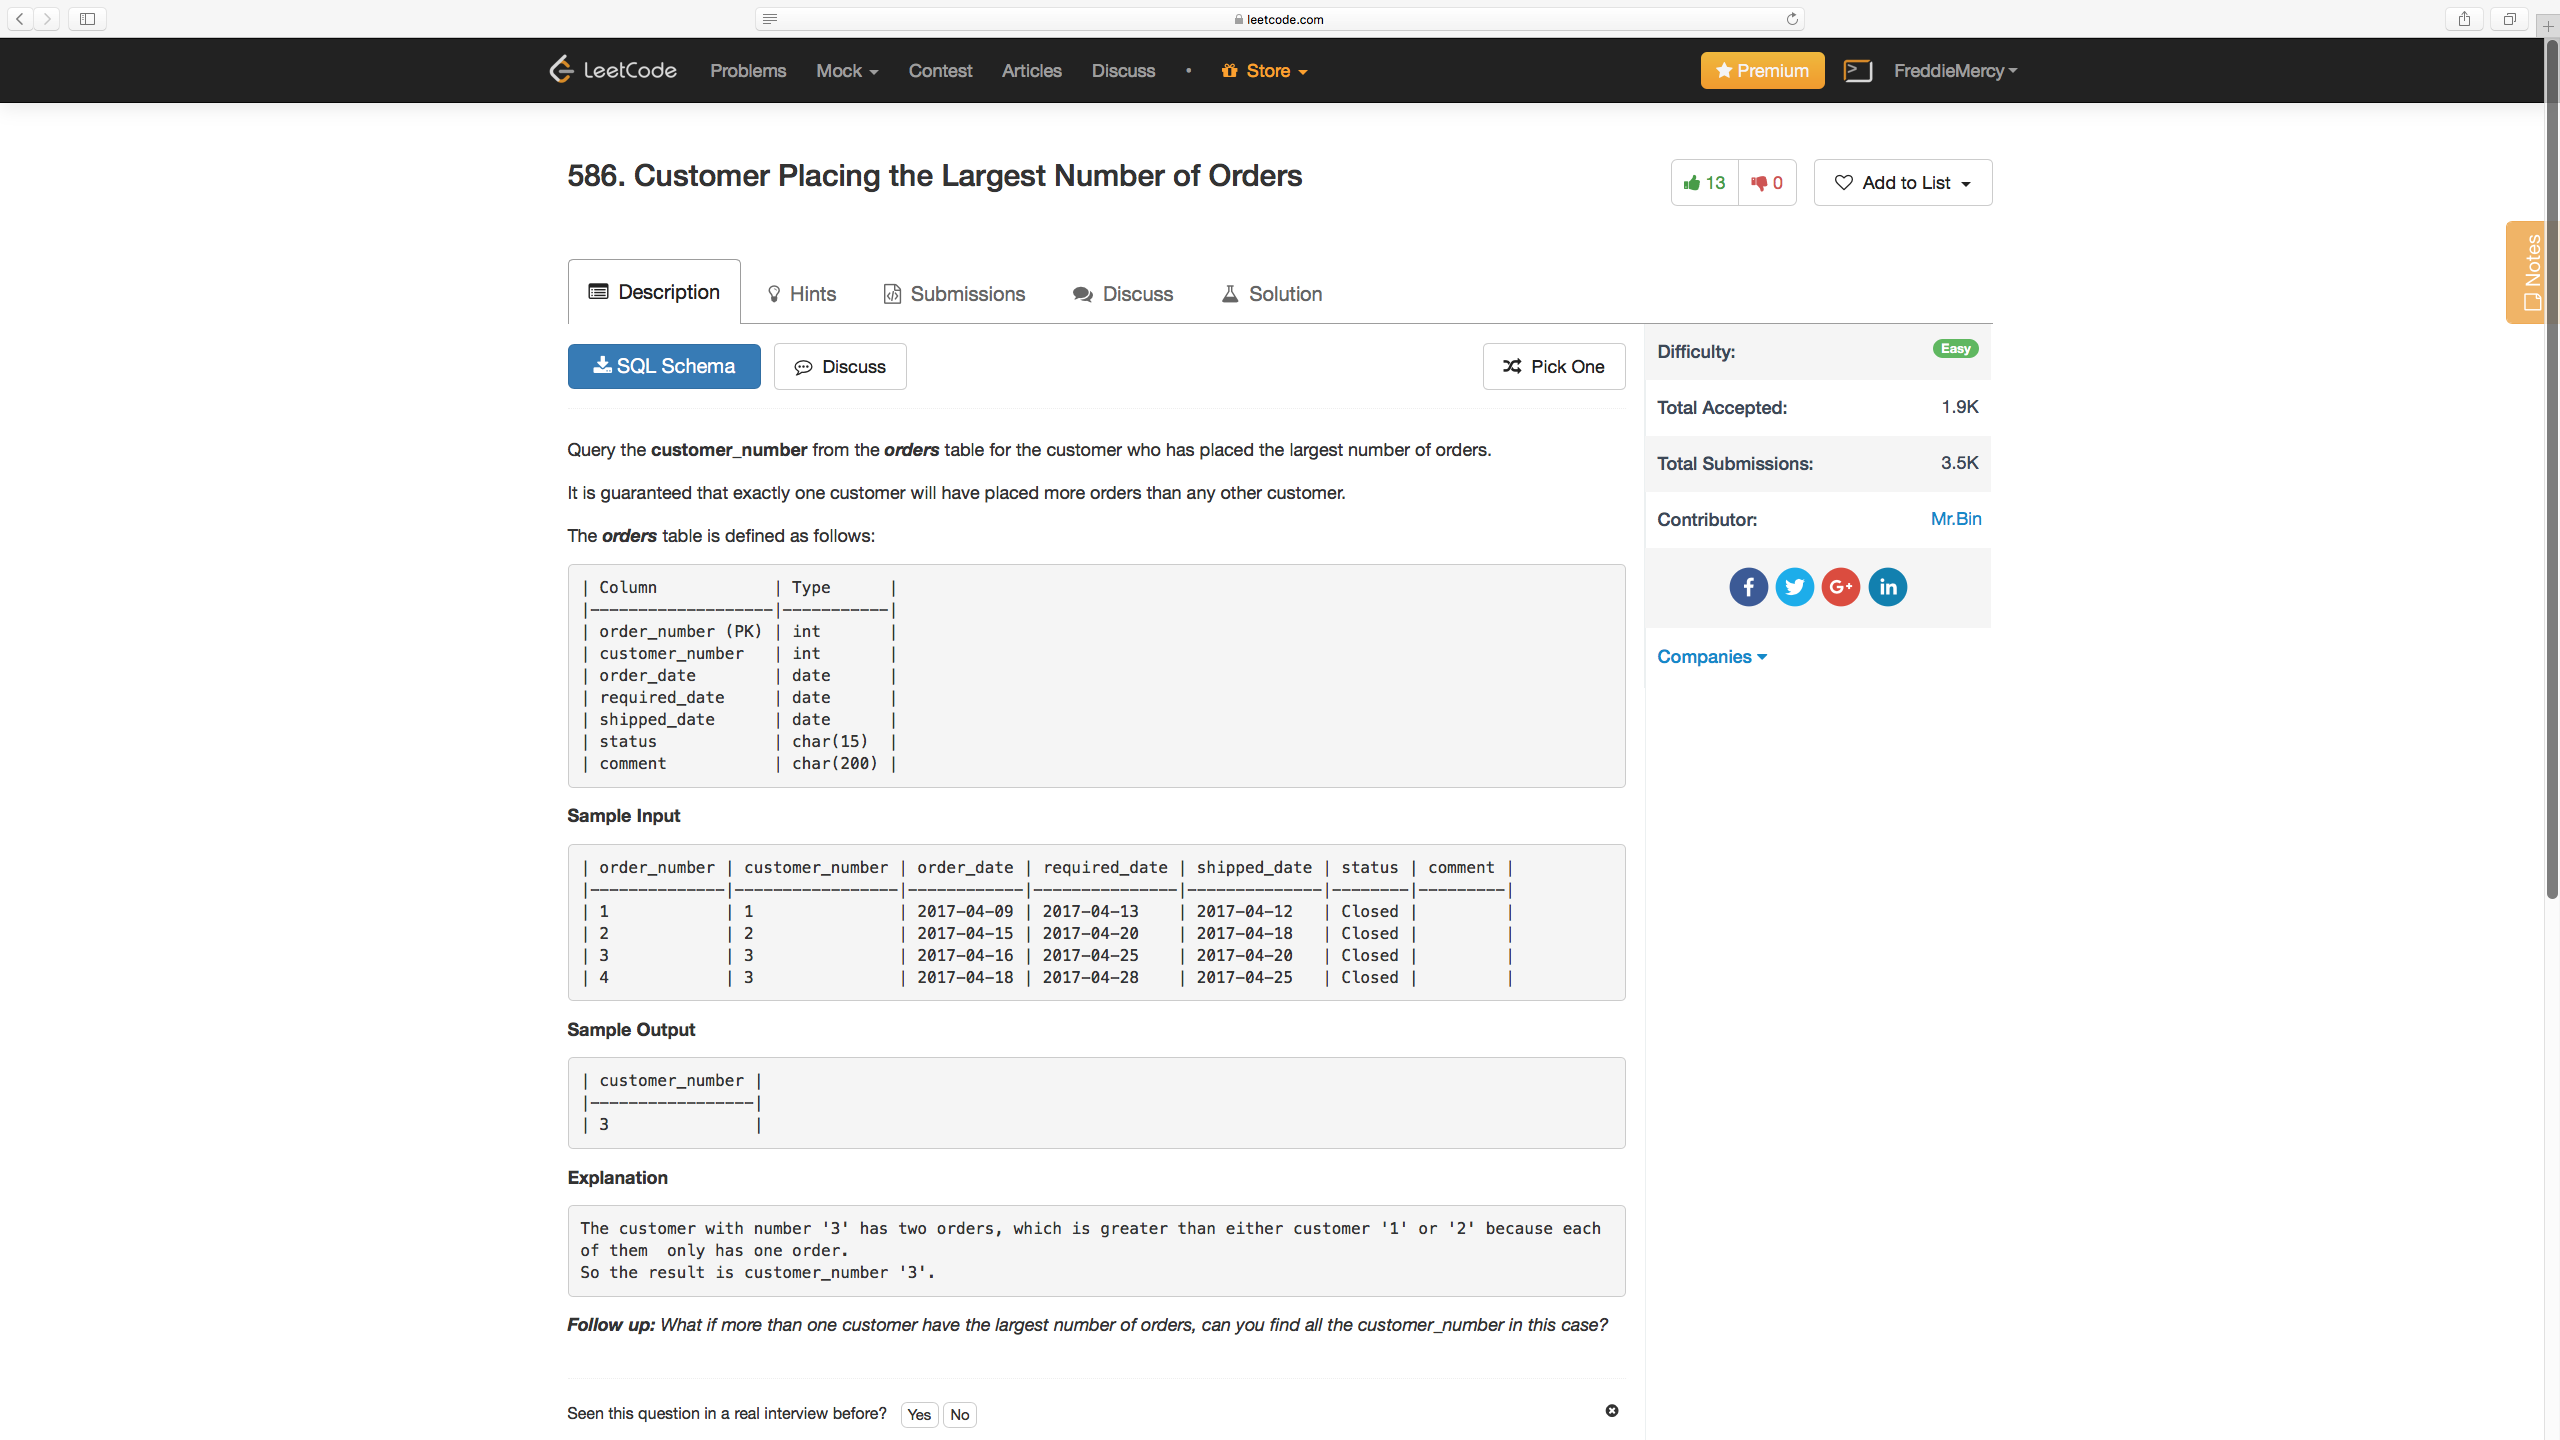 leetcode.com
LeetCode Problems Mock Contest Articles Discuss • Store Premium FreddieMercy
586. Customer Placing the Largest Number of Orders
13 0 Add to List
Notes
Description Hints Submissions Discuss Solution
SQL Schema Discuss Pick One
Difficulty: Easy
Total Accepted: 1.9K
Total Submissions: 3.5K
Contributor: Mr.Bin
Companies
Query the customer_number from the orders table for the customer who has placed the largest number of orders.
It is guaranteed that exactly one customer will have placed more orders than any other customer.
The orders table is defined as follows:
| Column            | Type      |
|-------------------|-----------|
| order_number (PK) | int       |
| customer_number   | int       |
| order_date        | date      |
| required_date     | date      |
| shipped_date      | date      |
| status            | char(15)  |
| comment           | char(200) |
Sample Input
| order_number | customer_number | order_date | required_date | shipped_date | status | comment |
|--------------|-----------------|------------|---------------|--------------|--------|---------|
| 1            | 1               | 2017-04-09 | 2017-04-13    | 2017-04-12   | Closed |         |
| 2            | 2               | 2017-04-15 | 2017-04-20    | 2017-04-18   | Closed |         |
| 3            | 3               | 2017-04-16 | 2017-04-25    | 2017-04-20   | Closed |         |
| 4            | 3               | 2017-04-18 | 2017-04-28    | 2017-04-25   | Closed |         |
Sample Output
| customer_number |
|-----------------|
| 3               |
Explanation
The customer with number '3' has two orders, which is greater than either customer '1' or '2' because each
of them  only has one order.
So the result is customer_number '3'.
Follow up: What if more than one customer have the largest number of orders, can you find all the customer_number in this case?
Seen this question in a real interview before? Yes No